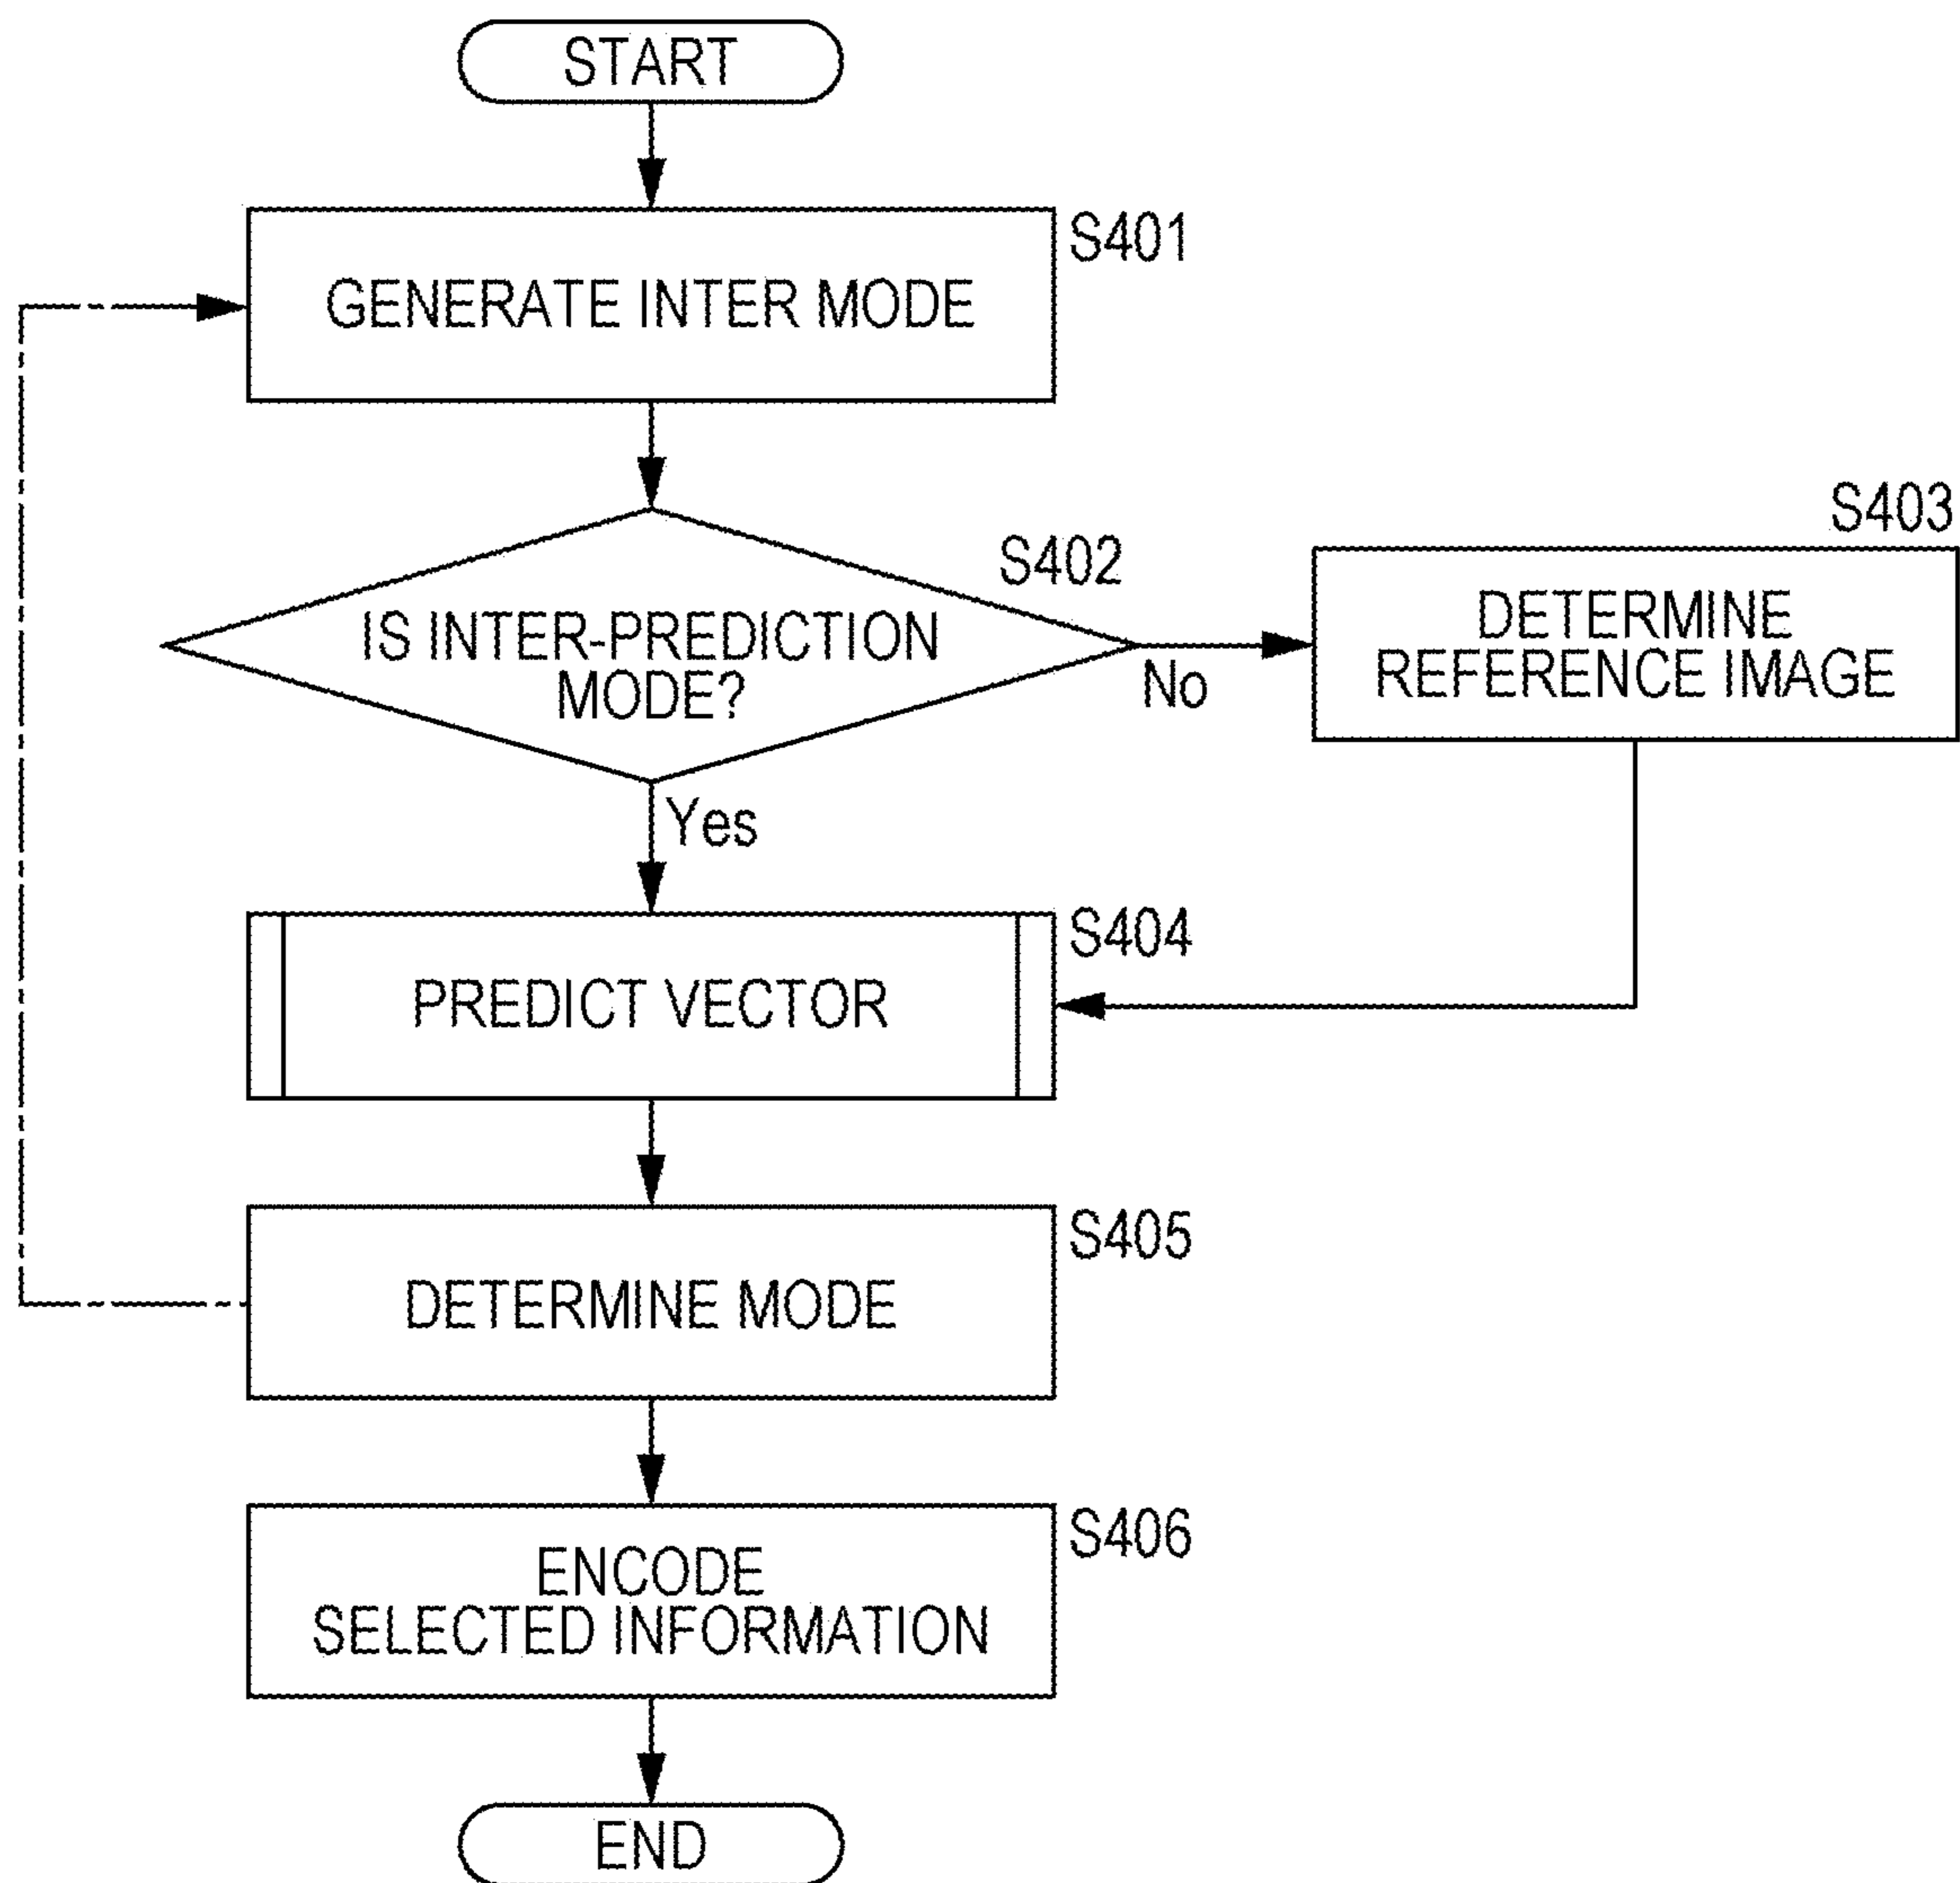 START
S401
GENERATE INTER MODE
S402
IS INTER-PREDICTION
MODE?
No
S403
DETERMINE
REFERENCE IMAGE
Yes
S404
PREDICT VECTOR
S405
DETERMINE MODE
S406
ENCODE
SELECTED INFORMATION
END